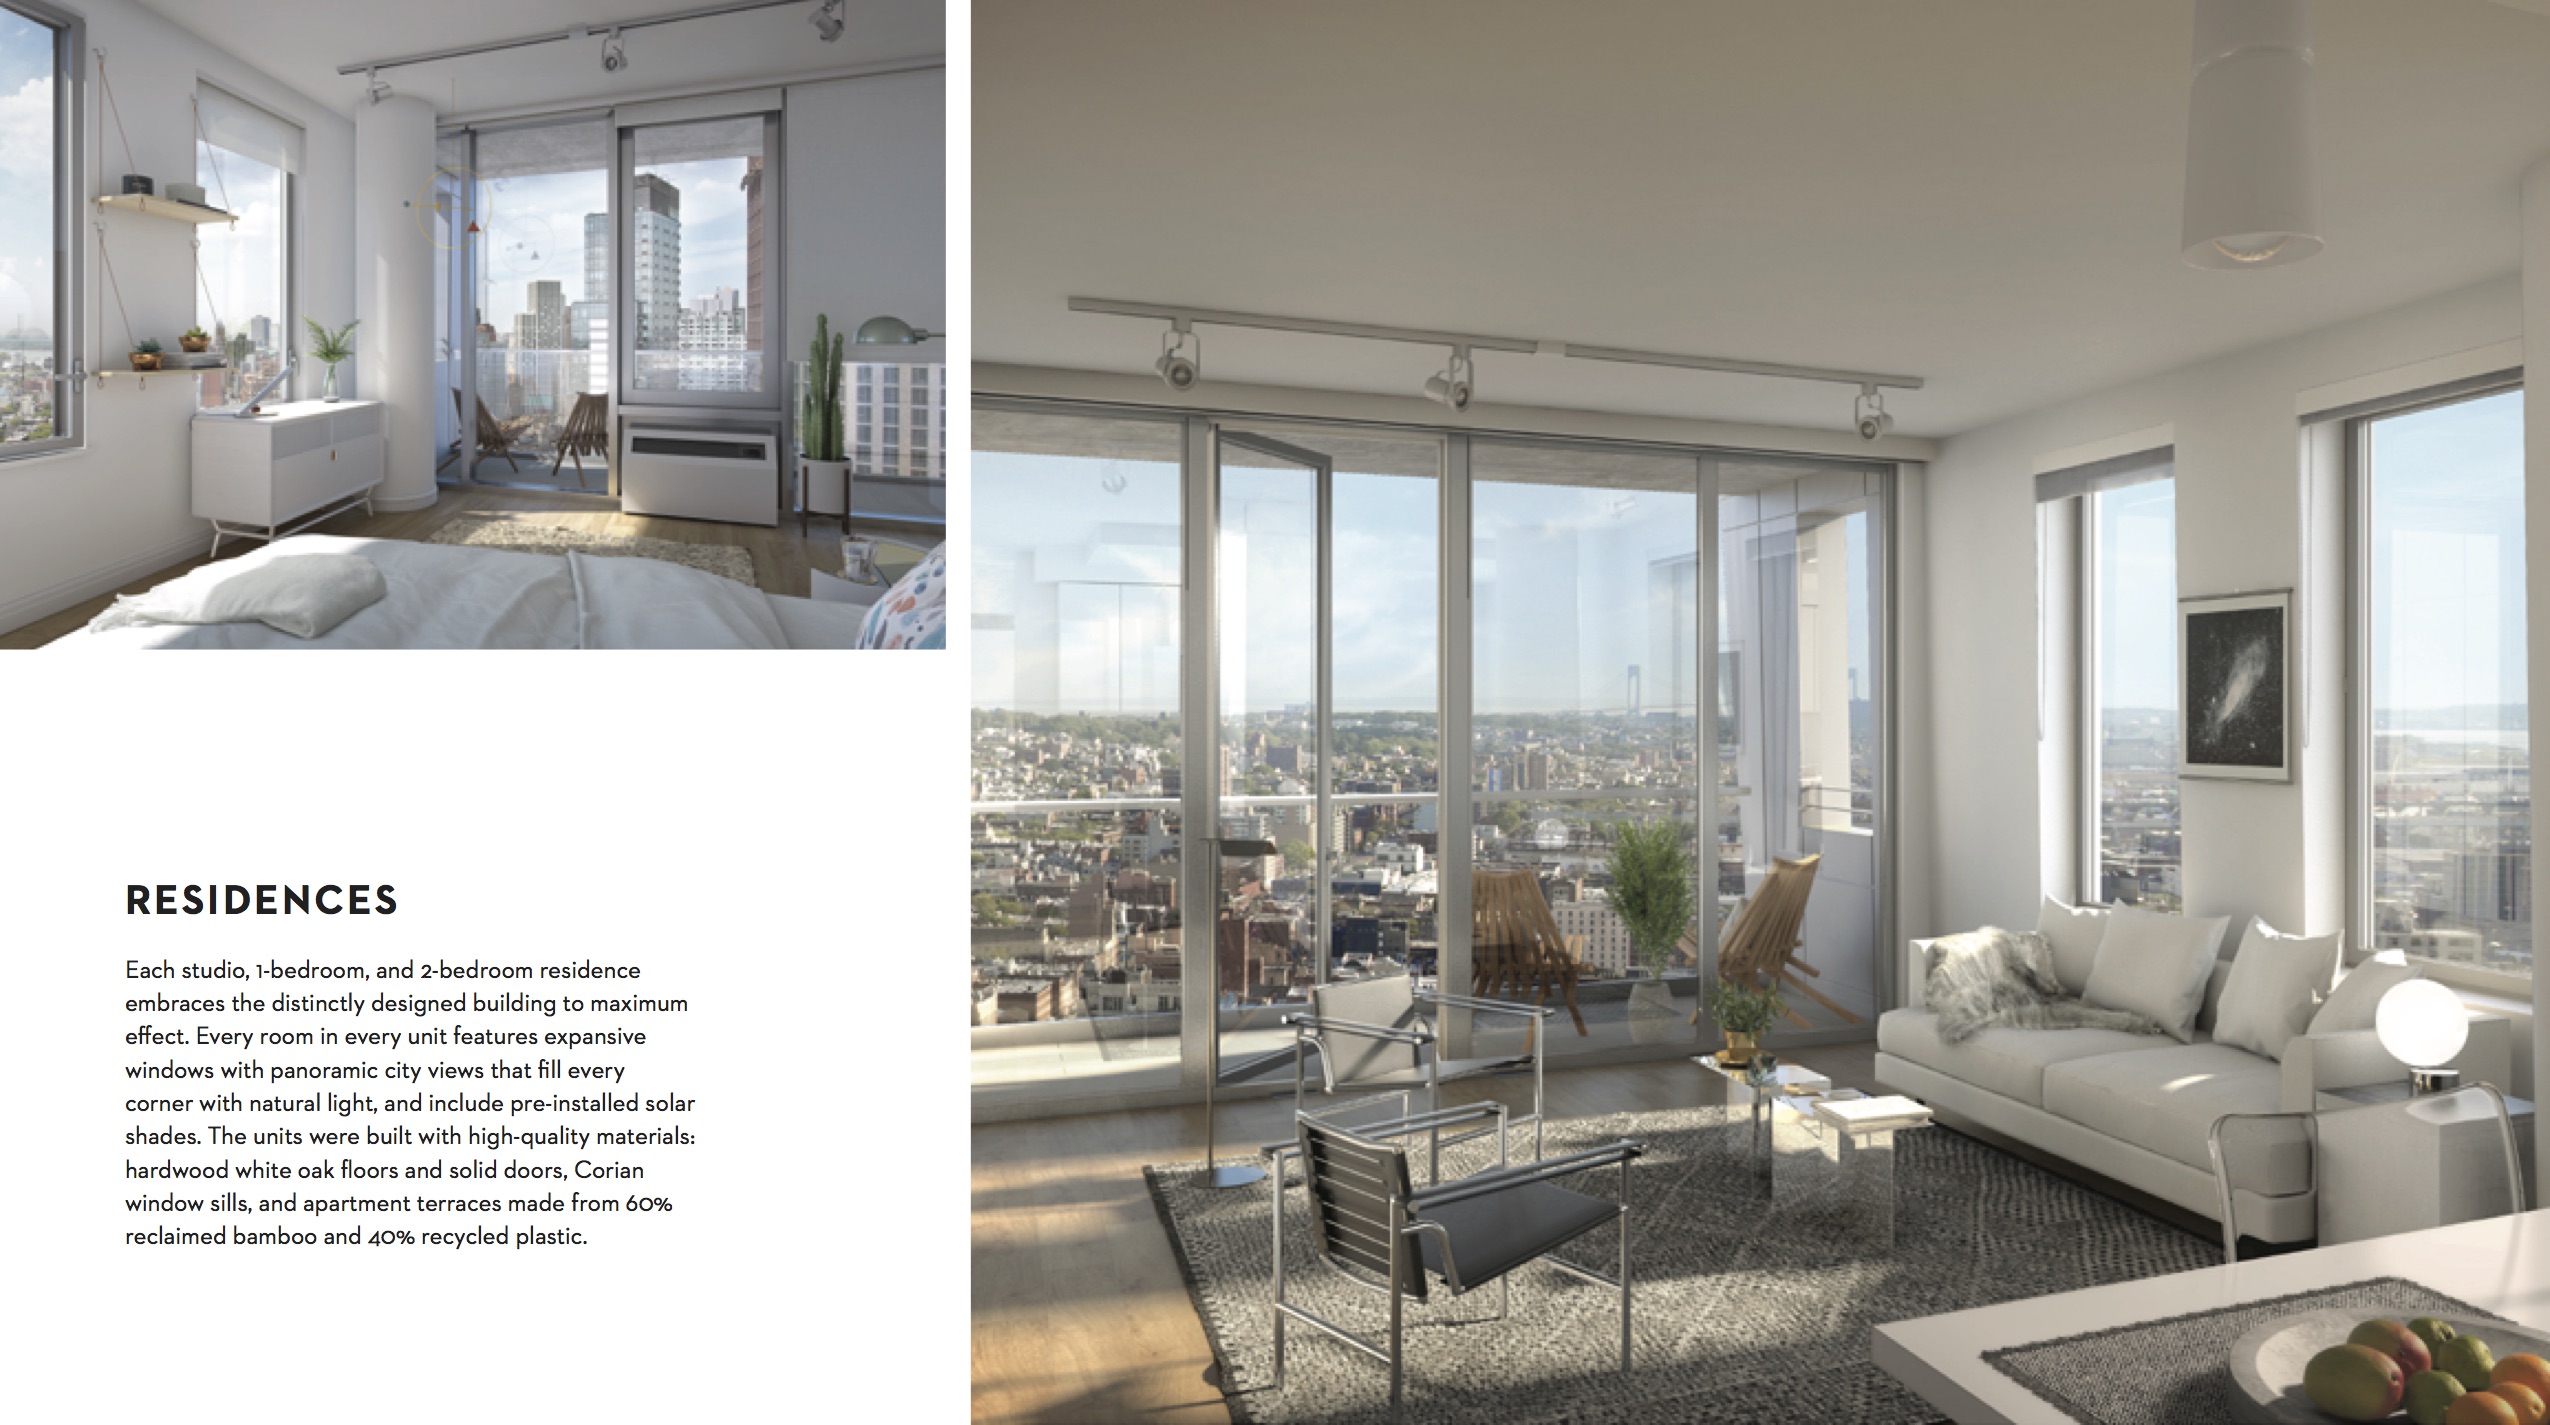 RESIDENCES
Each studio, 1-bedroom, and 2-bedroom residence
embraces the distinctly designed building to maximum
effect. Every room in every unit features expansive
windows with panoramic city views that fill every
corner with natural light, and include pre-installed solar
shades. The units were built with high-quality materials:
hardwood white oak floors and solid doors, Corian
window sills, and apartment terraces made from 60%
reclaimed bamboo and 40% recycled plastic.